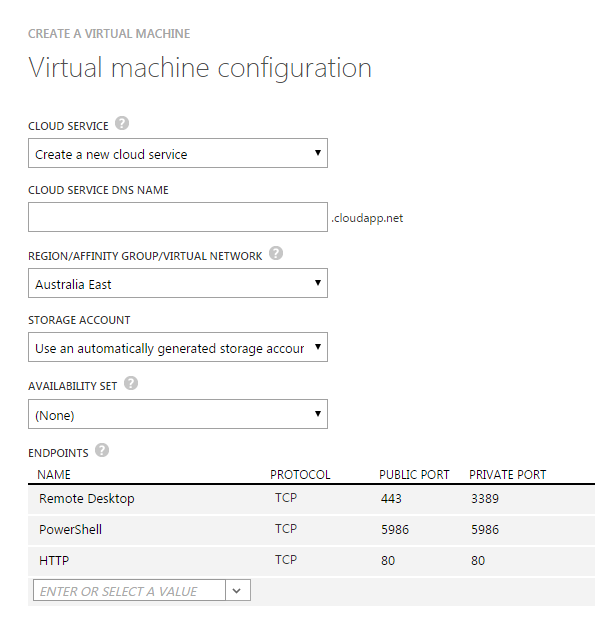 CREATE A VIRTUAL MACHINE
Virtual machine configuration
CLOUD SERVICE ?
Create a new cloud service
CLOUD SERVICE DNS NAME
.cloudapp.net
REGION/AFFINITY GROUP/VIRTUAL NETWORK ?
Australia East
STORAGE ACCOUNT
Use an automatically generated storage accour
AVAILABILITY SET ?
(None)
ENDPOINTS ?
NAME PROTOCOL PUBLIC PORT PRIVATE PORT
Remote Desktop TCP 443 3389
PowerShell TCP 5986 5986
HTTP TCP 80 80
ENTER OR SELECT A VALUE